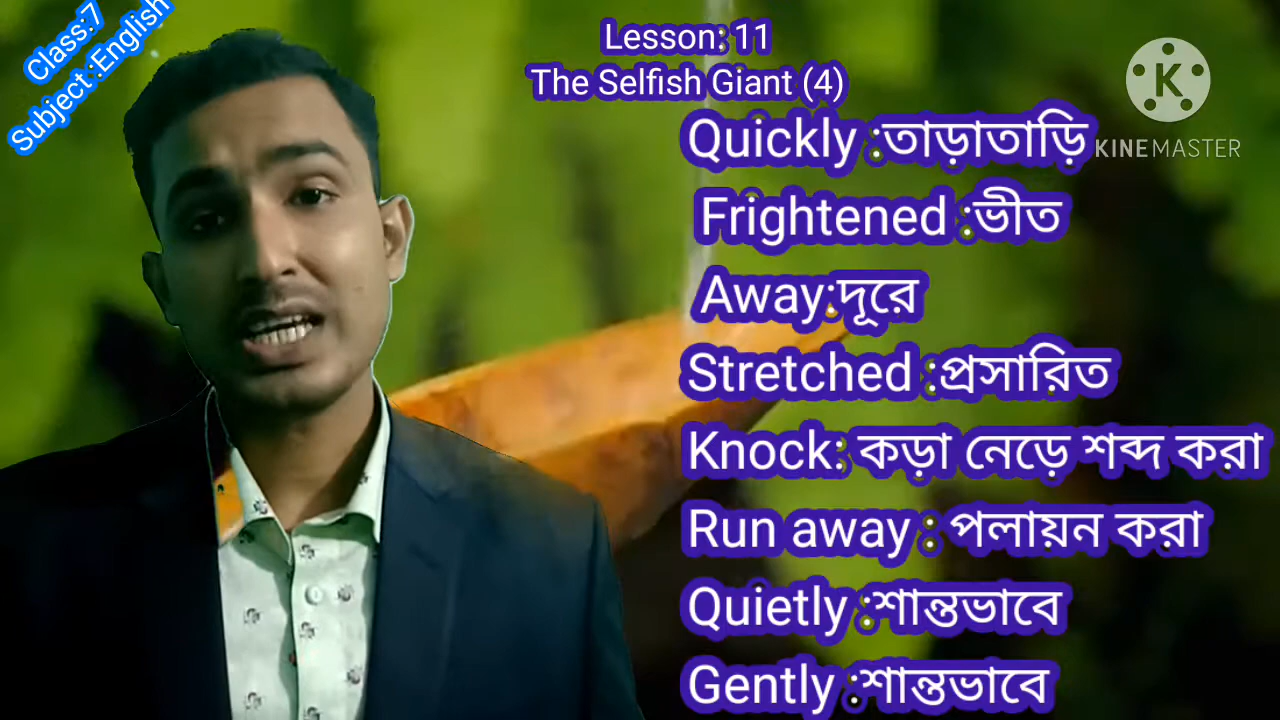 Class:7
Subject :English
Lesson: 11
The Selfish Giant (4)
KINEMASTER
Quickly :তাড়াতাড়ি
Frightened :ভীত
Away:দূরে
Stretched :প্রসারিত
Knock: কড়া নেড়ে শব্দ করা
Run away : পলায়ন করা
Quietly :শান্তভাবে
Gently :শান্তভাবে